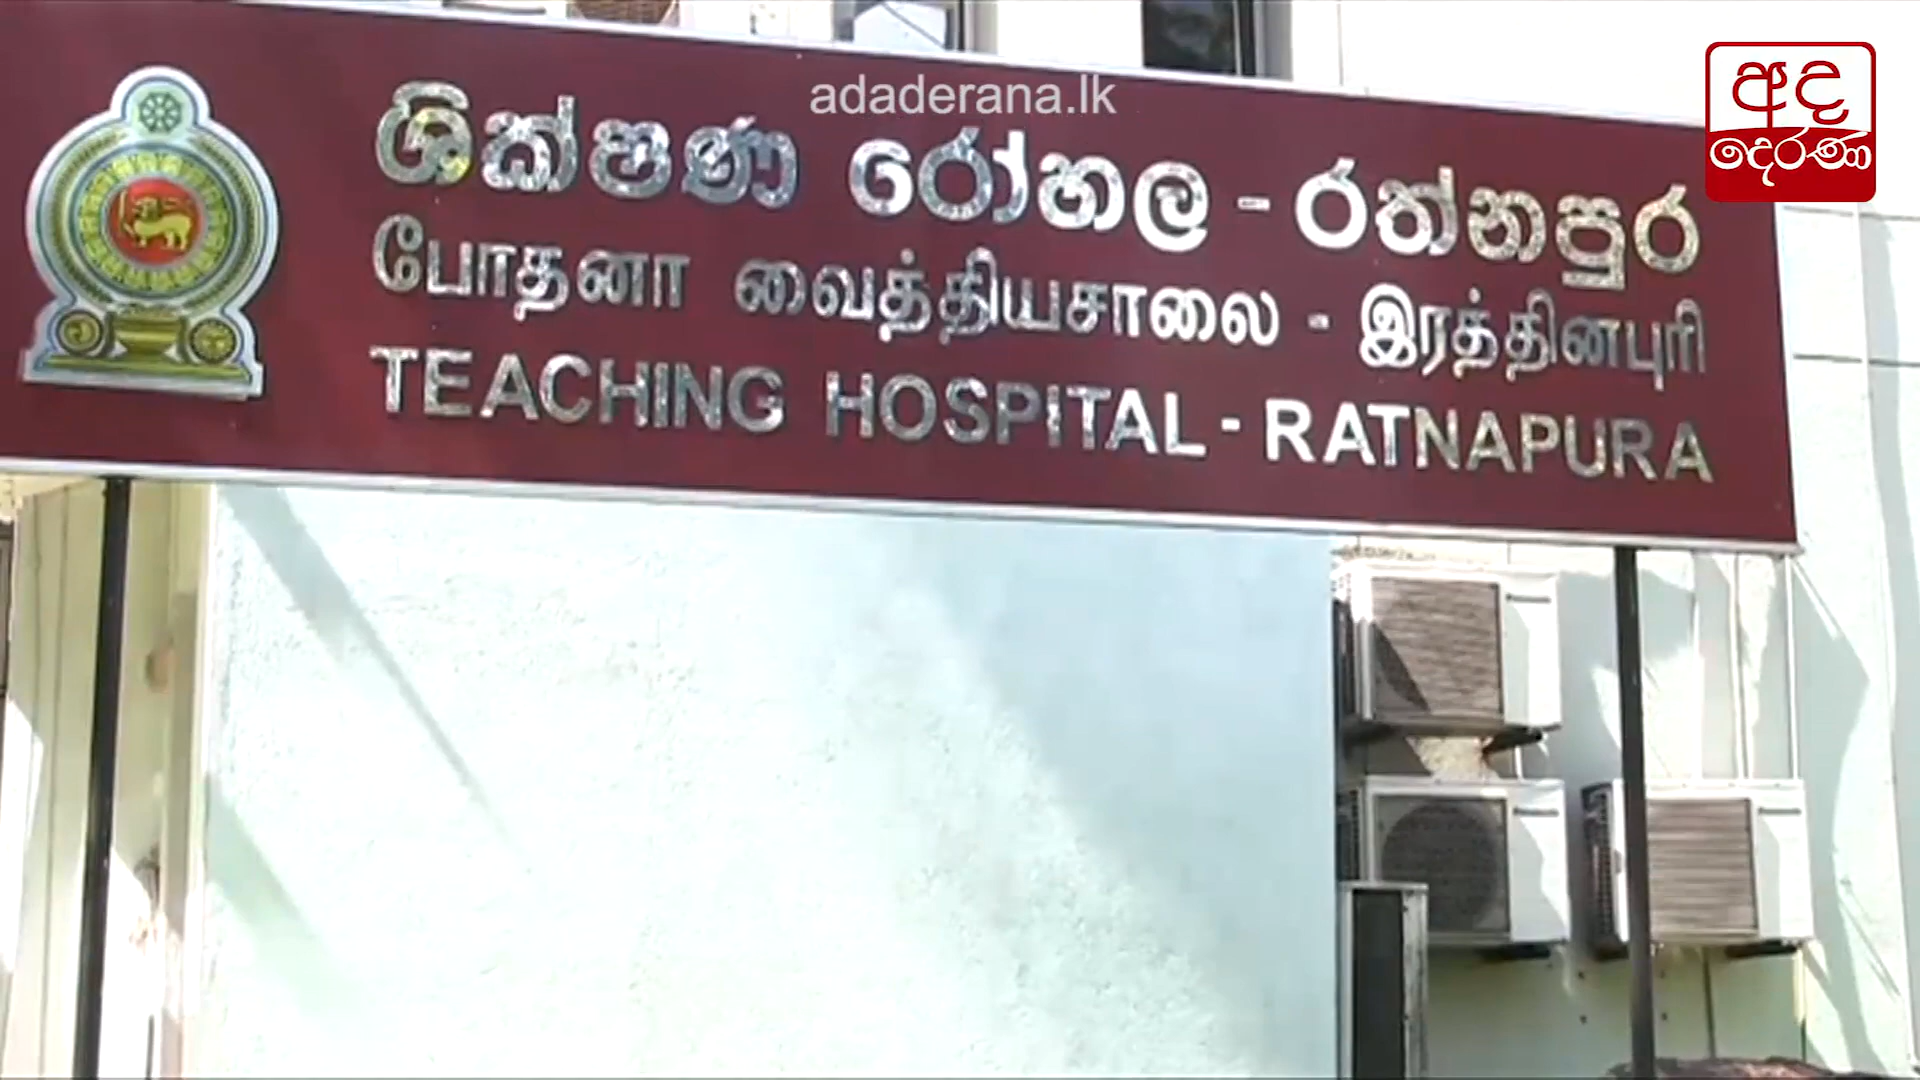 adaderana.lk
අද
දෙරණ
ශික්ෂණ රෝහල - රත්නපුර
போதனா வைத்தியசாலை - இரத்தினபுரி
TEACHING HOSPITAL - RATNAPURA